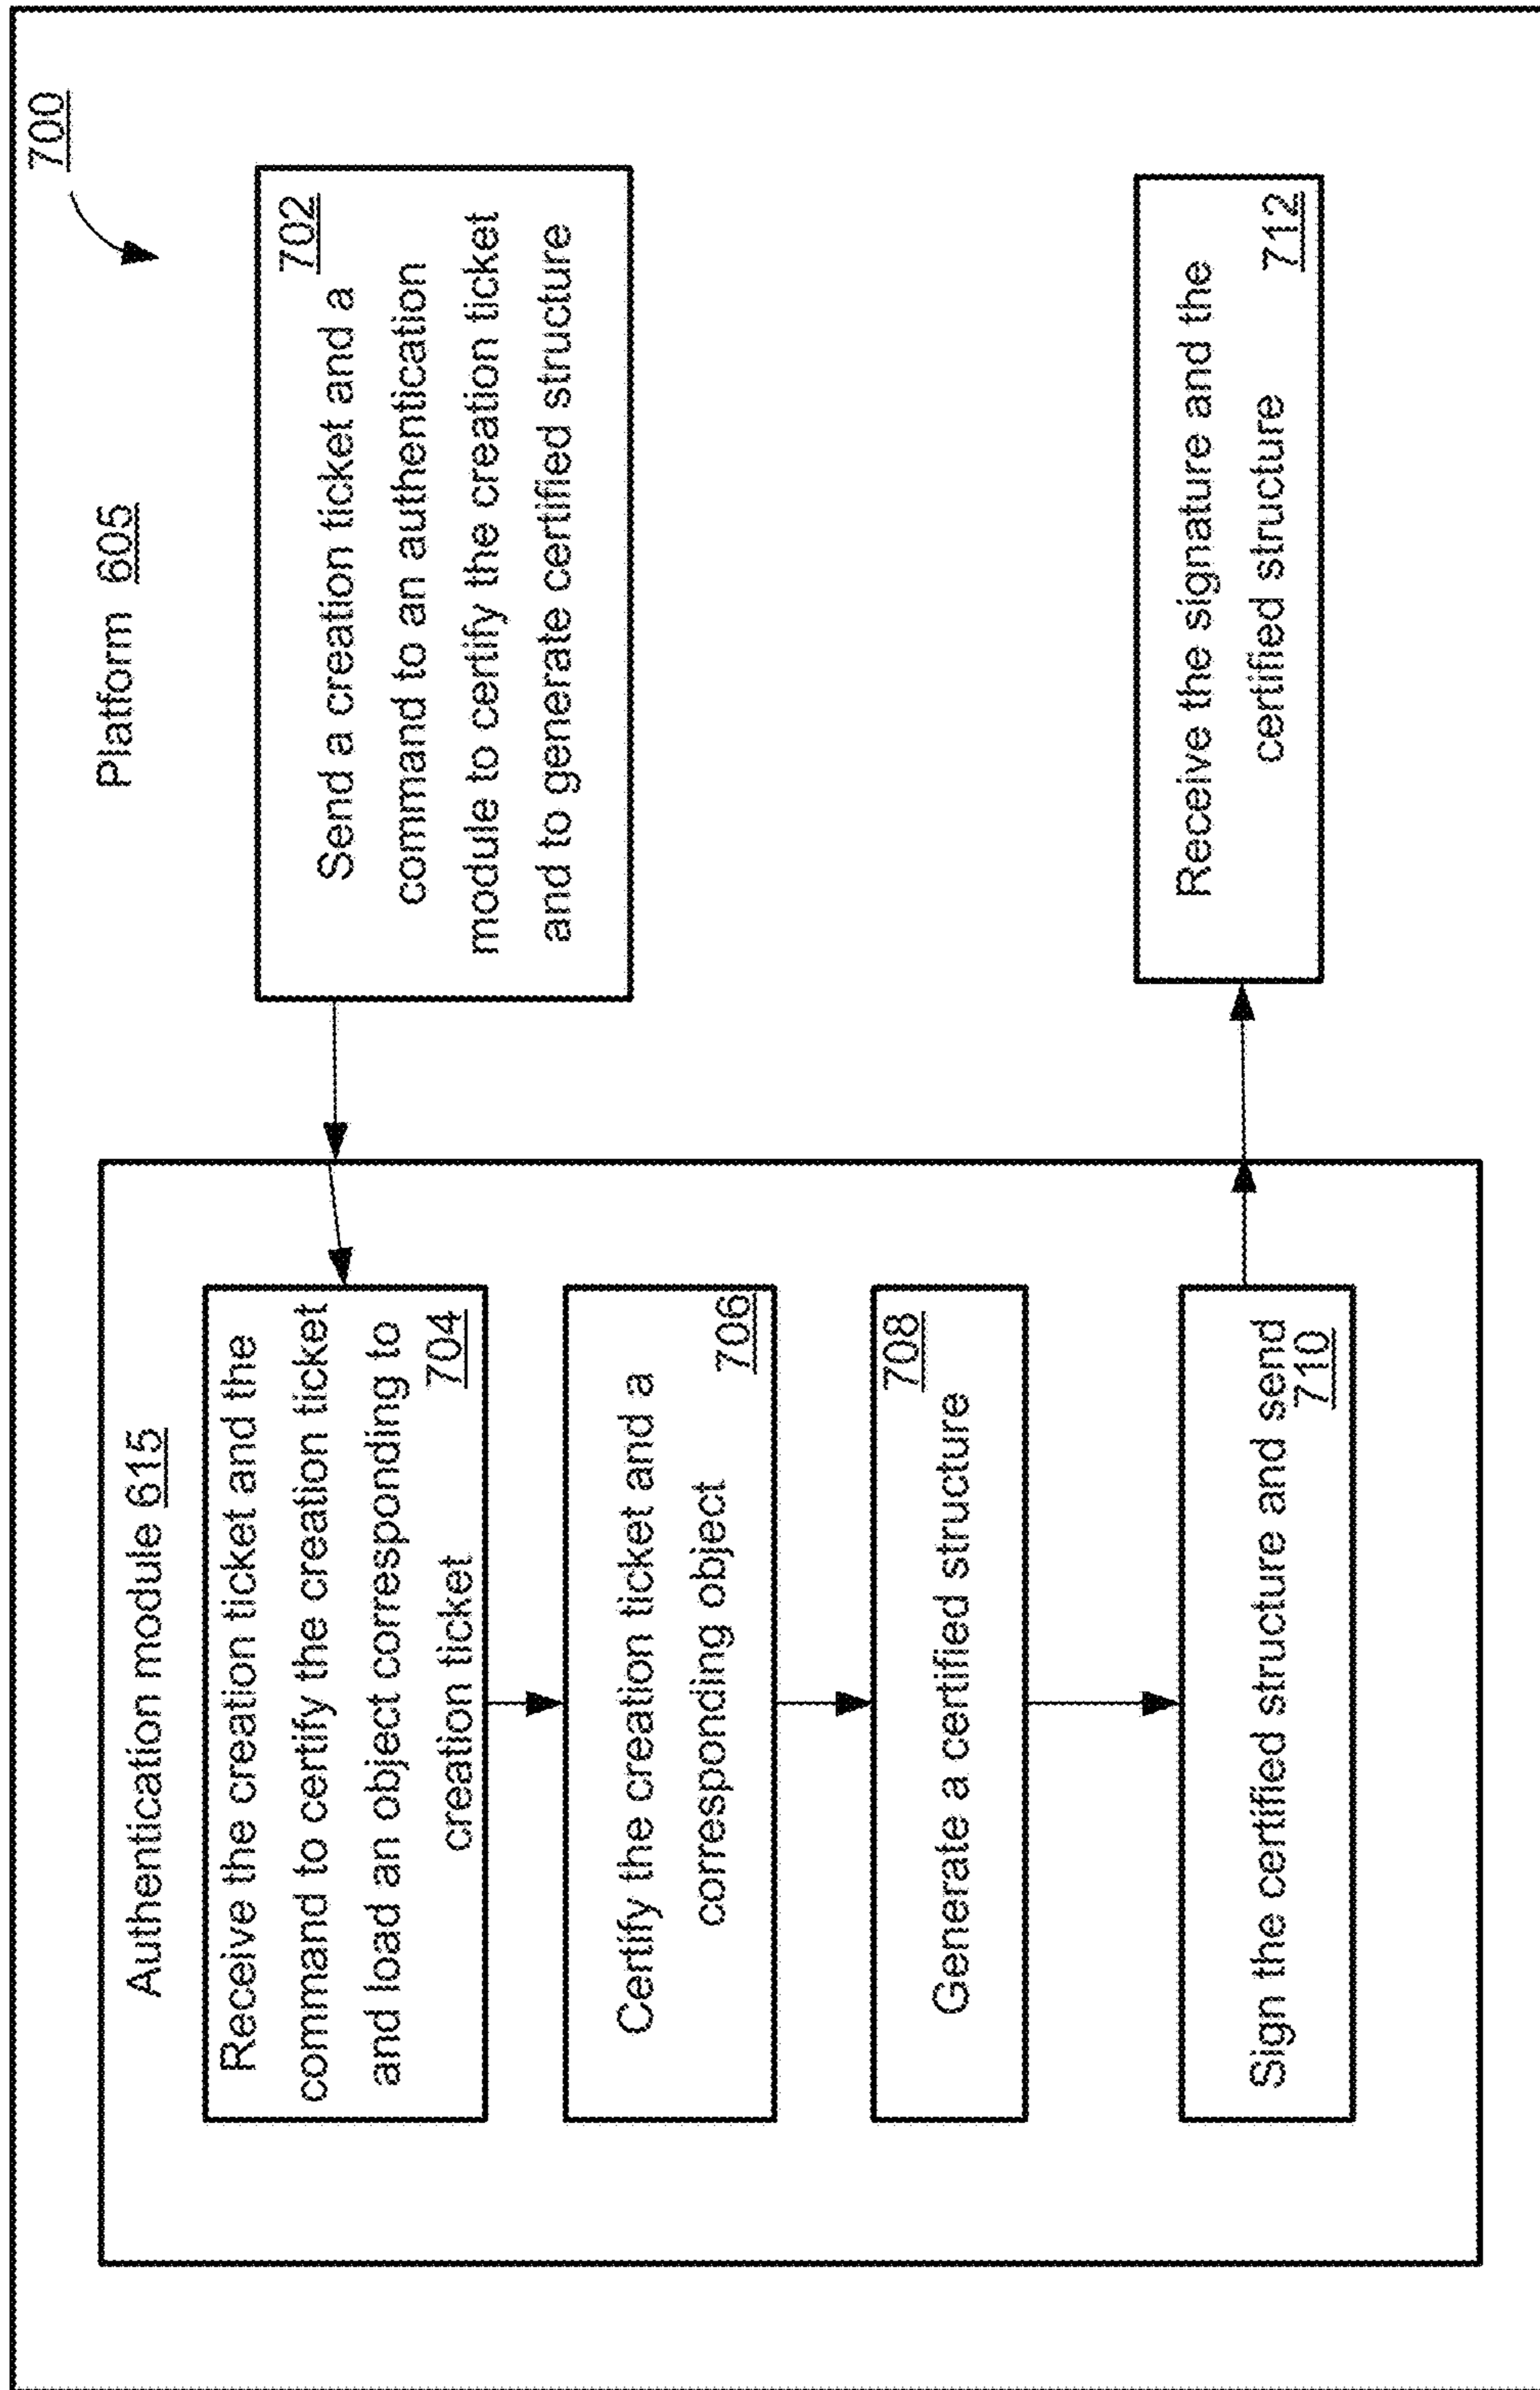 700
Platform 605
Authentication module 615
702
Send a creation ticket and a
command to an authentication
module to certify the creation ticket
and to generate certified structure
Receive the creation ticket and the
command to certify the creation ticket
and load an object corresponding to
704
creation ticket
Certify the creation ticket and a
corresponding object
706
708
Generate a certified structure
Sign the certified structure and send
710
Receive the signature and the
certified structure
712